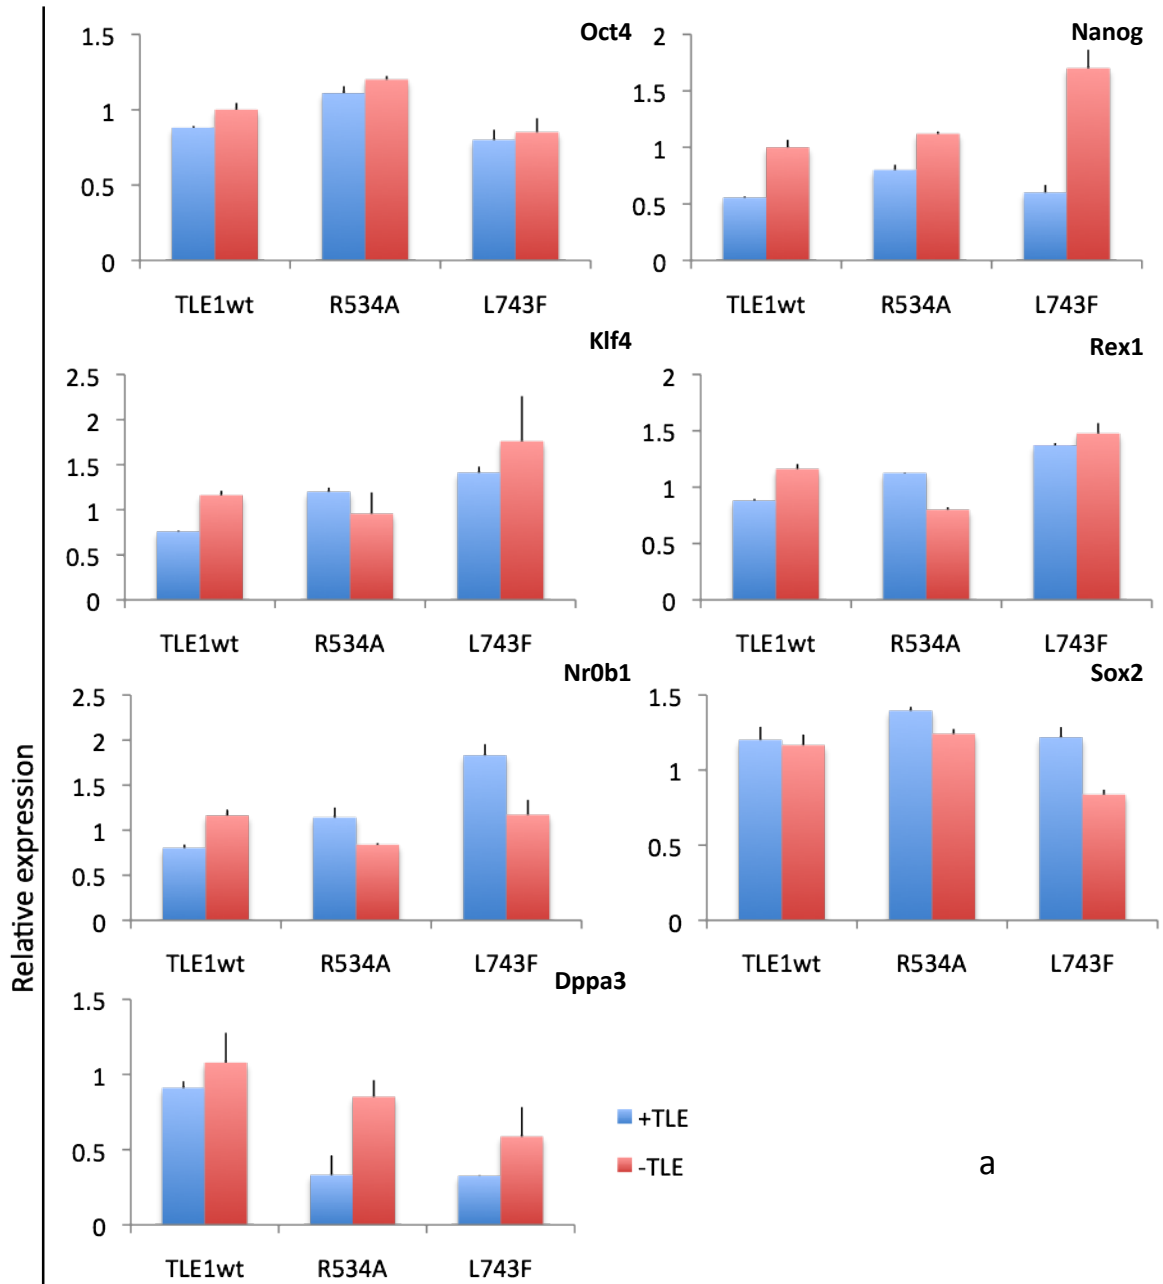 Oct4
1.5
1
0.5
0
TLE1wt R534A L743F
Nanog
2
1.5
1
0.5
0
TLE1wt R534A L743F
Klf4
2.5
2
1.5
1
0.5
0
TLE1wt R534A L743F
Rex1
2
1.5
1
0.5
0
TLE1wt R534A L743F
Nr0b1
2.5
2
1.5
1
0.5
0
TLE1wt R534A L743F
Sox2
1.5
1
0.5
0
TLE1wt R534A L743F
Dppa3
1.5
1
0.5
0
TLE1wt R534A L743F
Relative expression
+TLE
-TLE
a